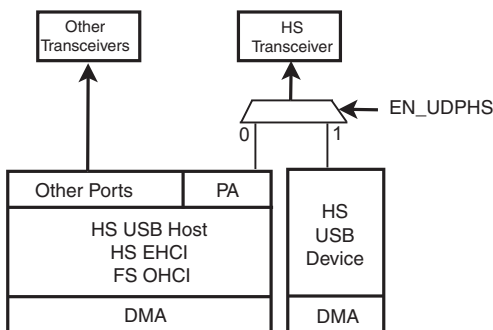 Other
Transceivers
HS
Transceiver
EN_UDPHS
0
1
Other Ports
PA
HS USB Host
HS EHCI
FS OHCI
DMA
HS
USB
Device
DMA